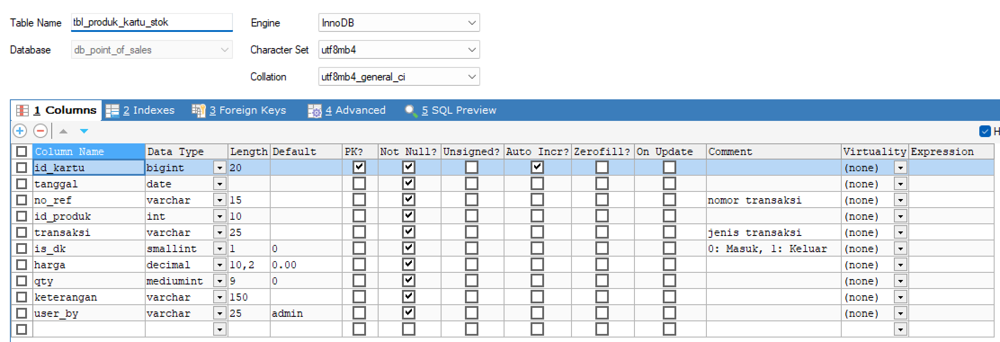 Table Name tbl_produk_kartu_stok Engine InnoDB
Database db_point_of_sales Character Set utf8mb4
Collation utf8mb4_general_ci
1 Columns 2 Indexes 3 Foreign Keys 4 Advanced 5 SQL Preview
H
Column Name Data Type Length Default PK? Not Null? Unsigned? Auto Incr? Zerofill? On Update Comment Virtuality Expression
id_kartu bigint 20 (none)
tanggal date (none)
no_ref varchar 15 nomor transaksi (none)
id_produk int 10 (none)
transaksi varchar 25 jenis transaksi (none)
is_dk smallint 1 0 0: Masuk, 1: Keluar (none)
harga decimal 10,2 0.00 (none)
qty mediumint 9 0 (none)
keterangan varchar 150 (none)
user_by varchar 25 admin (none)